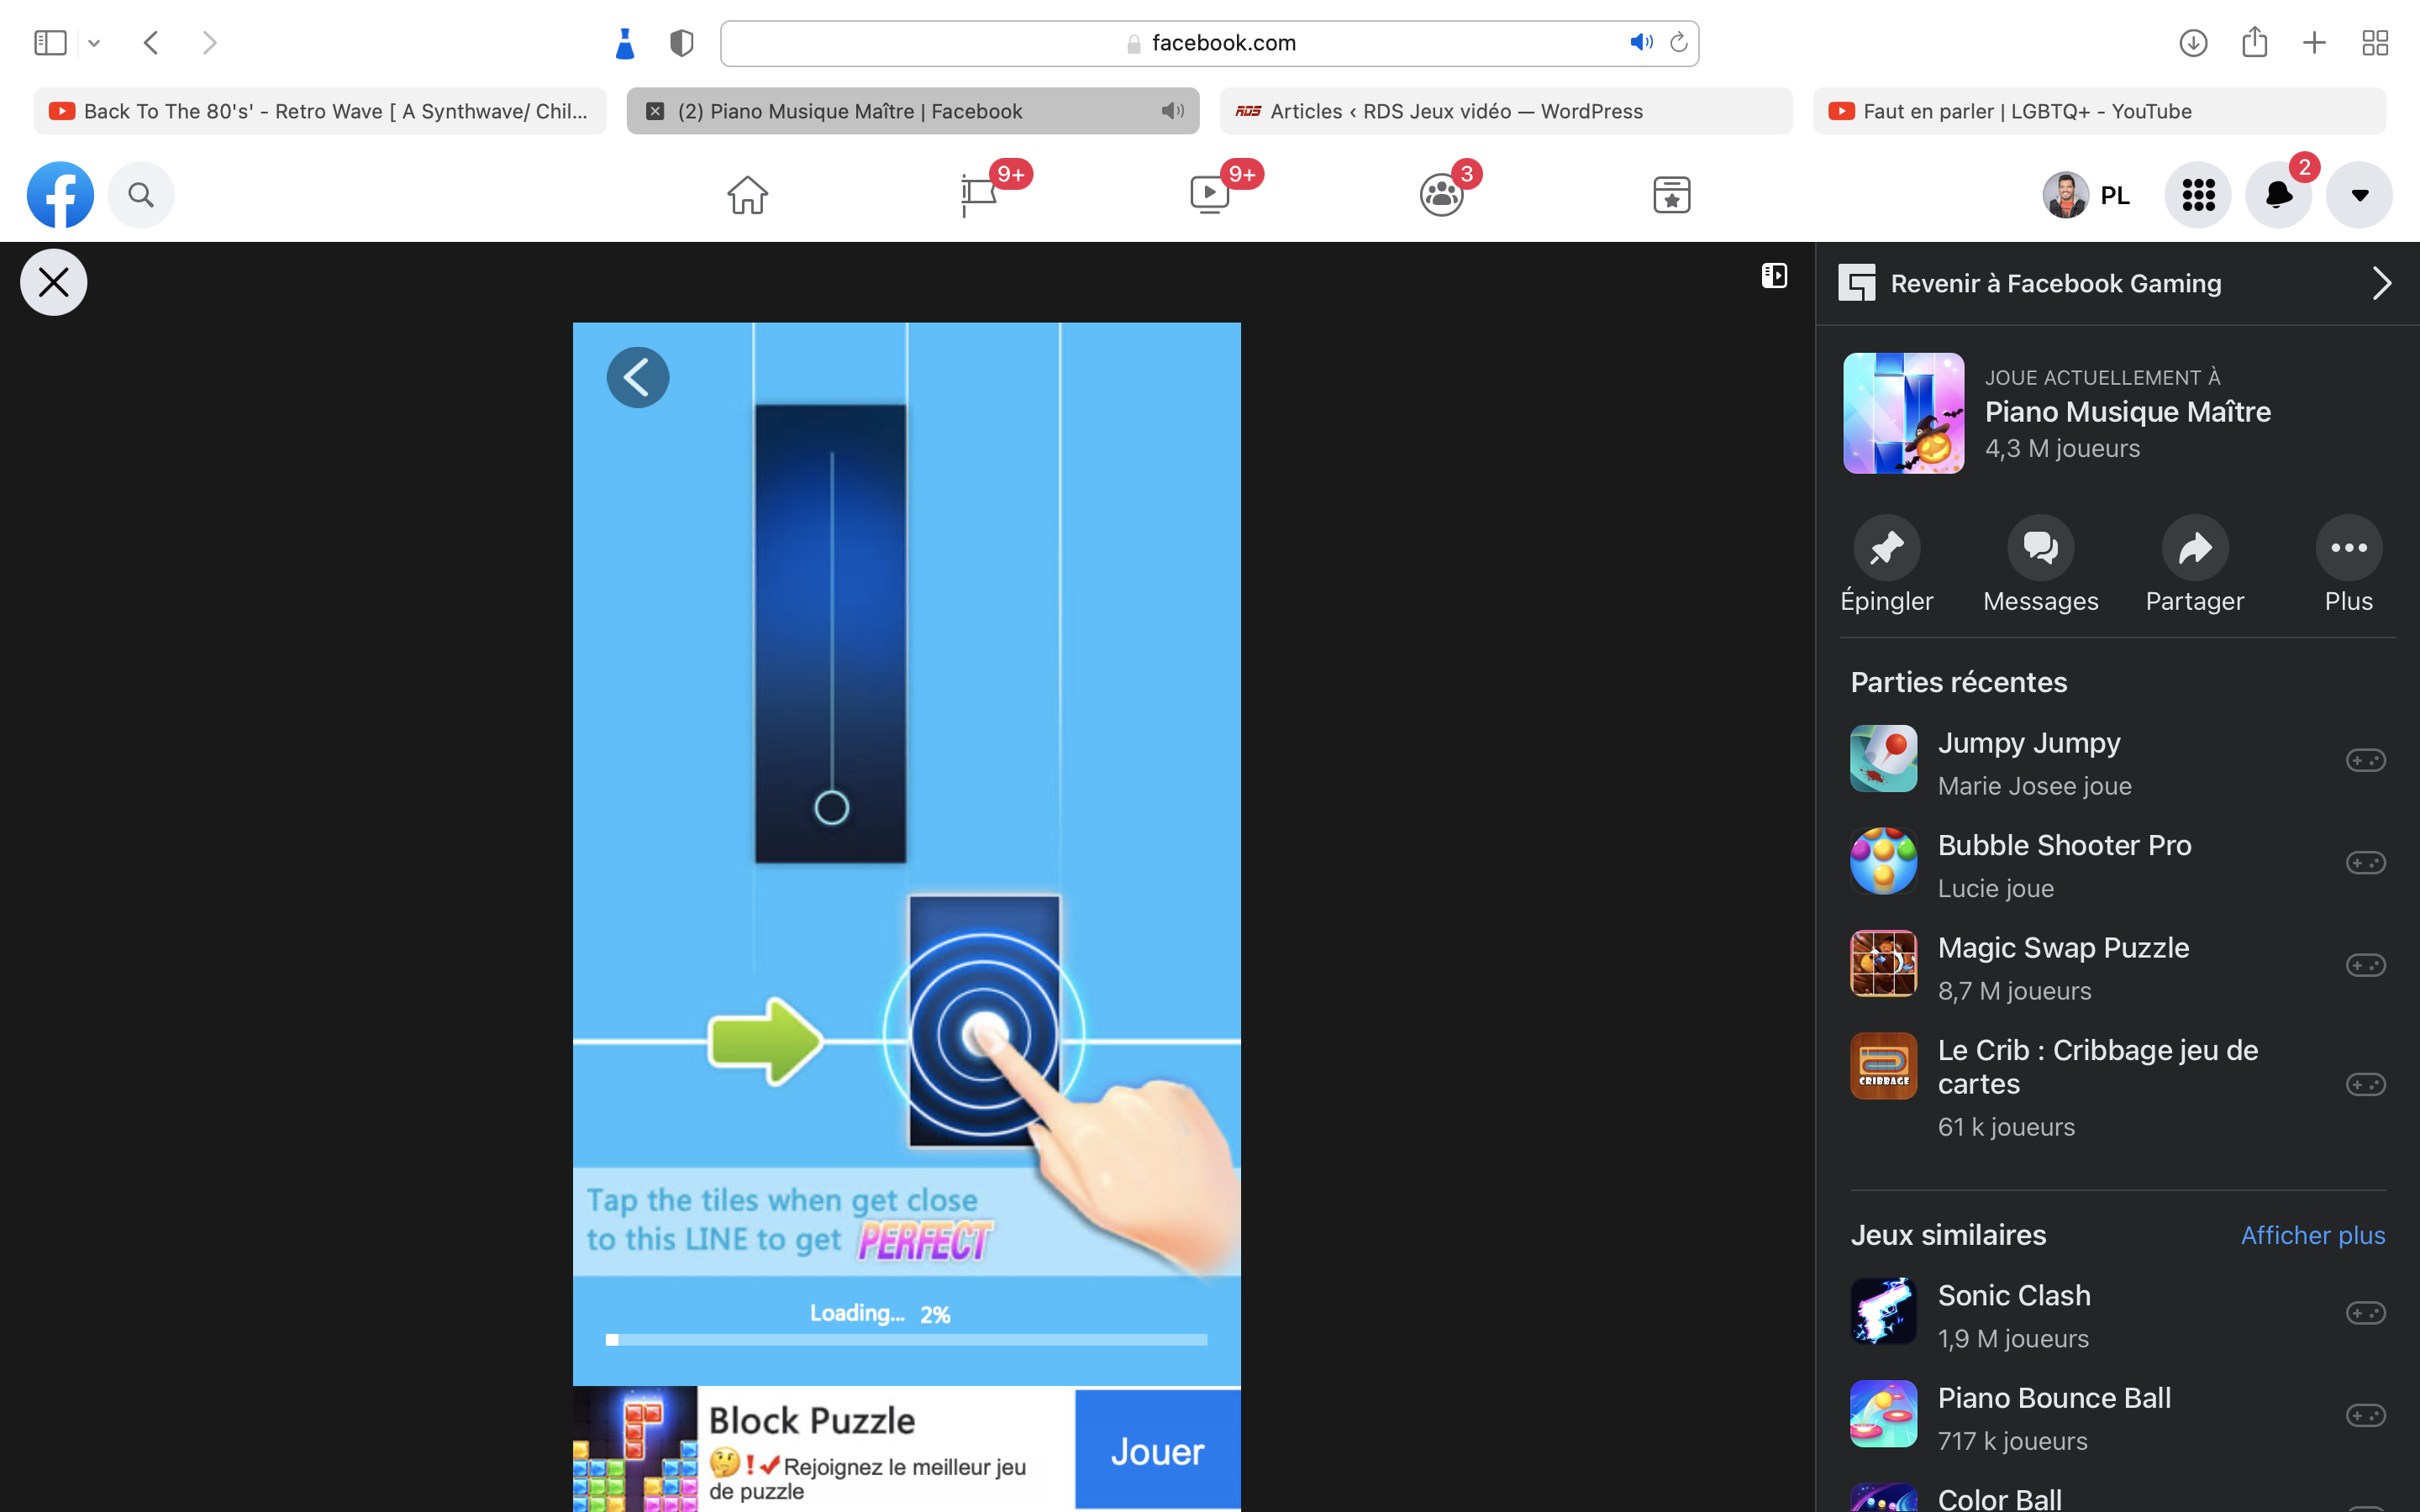 facebook.com
Back To The 80's' - Retro Wave [ A Synthwave/ Chil...
(2) Piano Musique Maître | Facebook
RDS Articles ‹ RDS Jeux vidéo — WordPress
Faut en parler | LGBTQ+ - YouTube
9+
9+
3
PL
2
Revenir à Facebook Gaming
JOUE ACTUELLEMENT À
Piano Musique Maître
4,3 M joueurs
Épingler
Messages
Partager
Plus
Parties récentes
Jumpy Jumpy
Marie Josee joue
Bubble Shooter Pro
Lucie joue
Magic Swap Puzzle
8,7 M joueurs
CRIBBAGE
Le Crib : Cribbage jeu de
cartes
61 k joueurs
Jeux similaires
Afficher plus
Sonic Clash
1,9 M joueurs
Piano Bounce Ball
717 k joueurs
Color Ball
Tap the tiles when get close
to this LINE to get PERFECT
Loading... 2%
Block Puzzle
🤔❗✔Rejoignez le meilleur jeu
de puzzle
Jouer